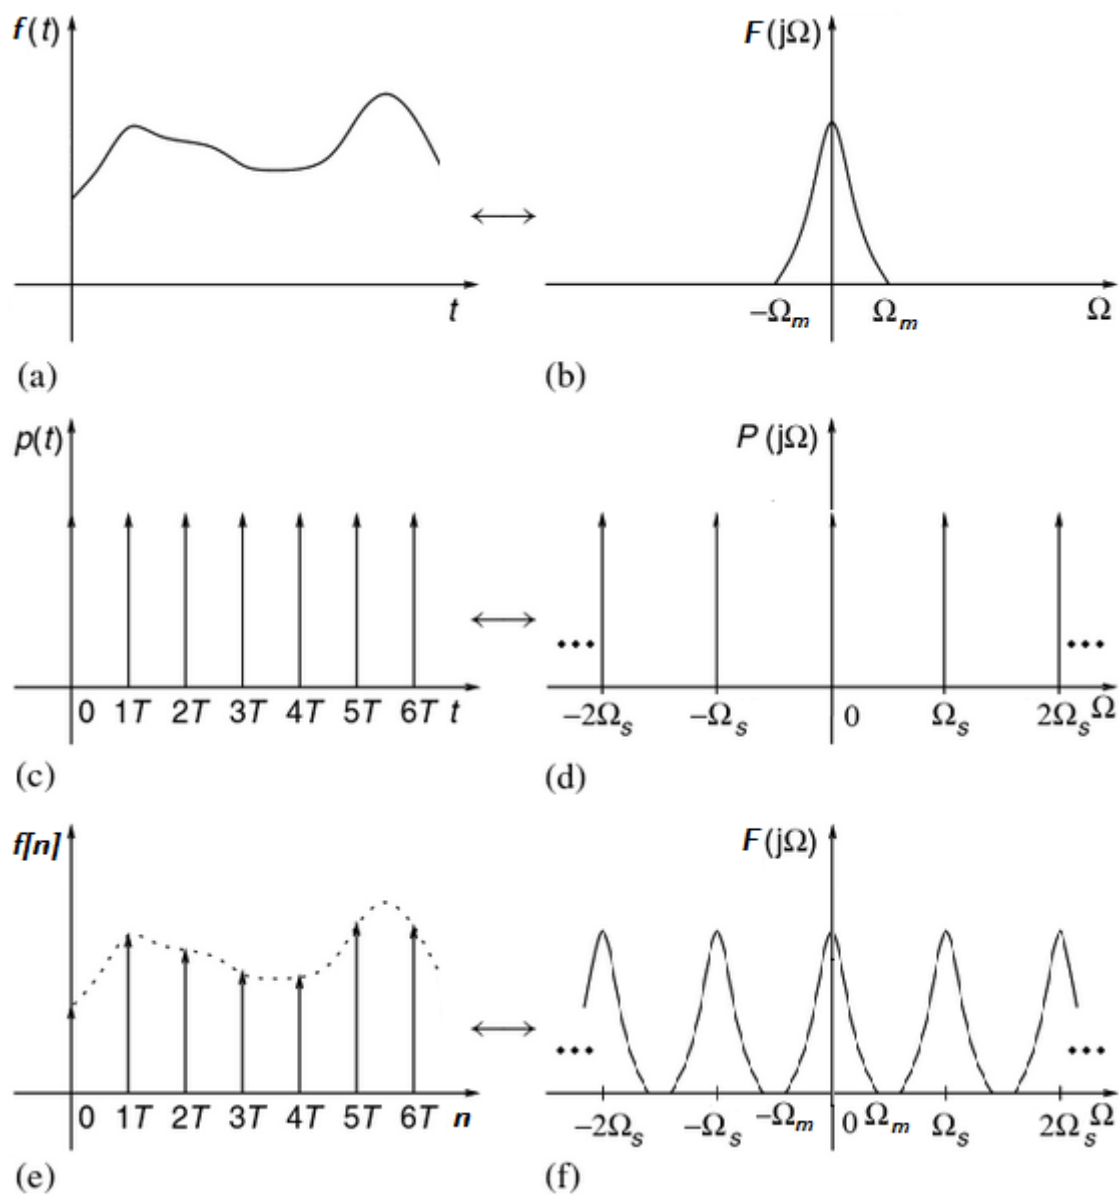 f(t) F(jΩ)
t −Ωm Ωm Ω
(a) (b)
p(t) P(jΩ)
0 1T 2T 3T 4T 5T 6T t −2Ωs −Ωs 0 Ωs 2Ωs Ω
(c) (d)
f[n] F(jΩ)
0 1T 2T 3T 4T 5T 6T n −2Ωs −Ωs −Ωm 0 Ωm Ωs 2Ωs Ω
(e) (f)